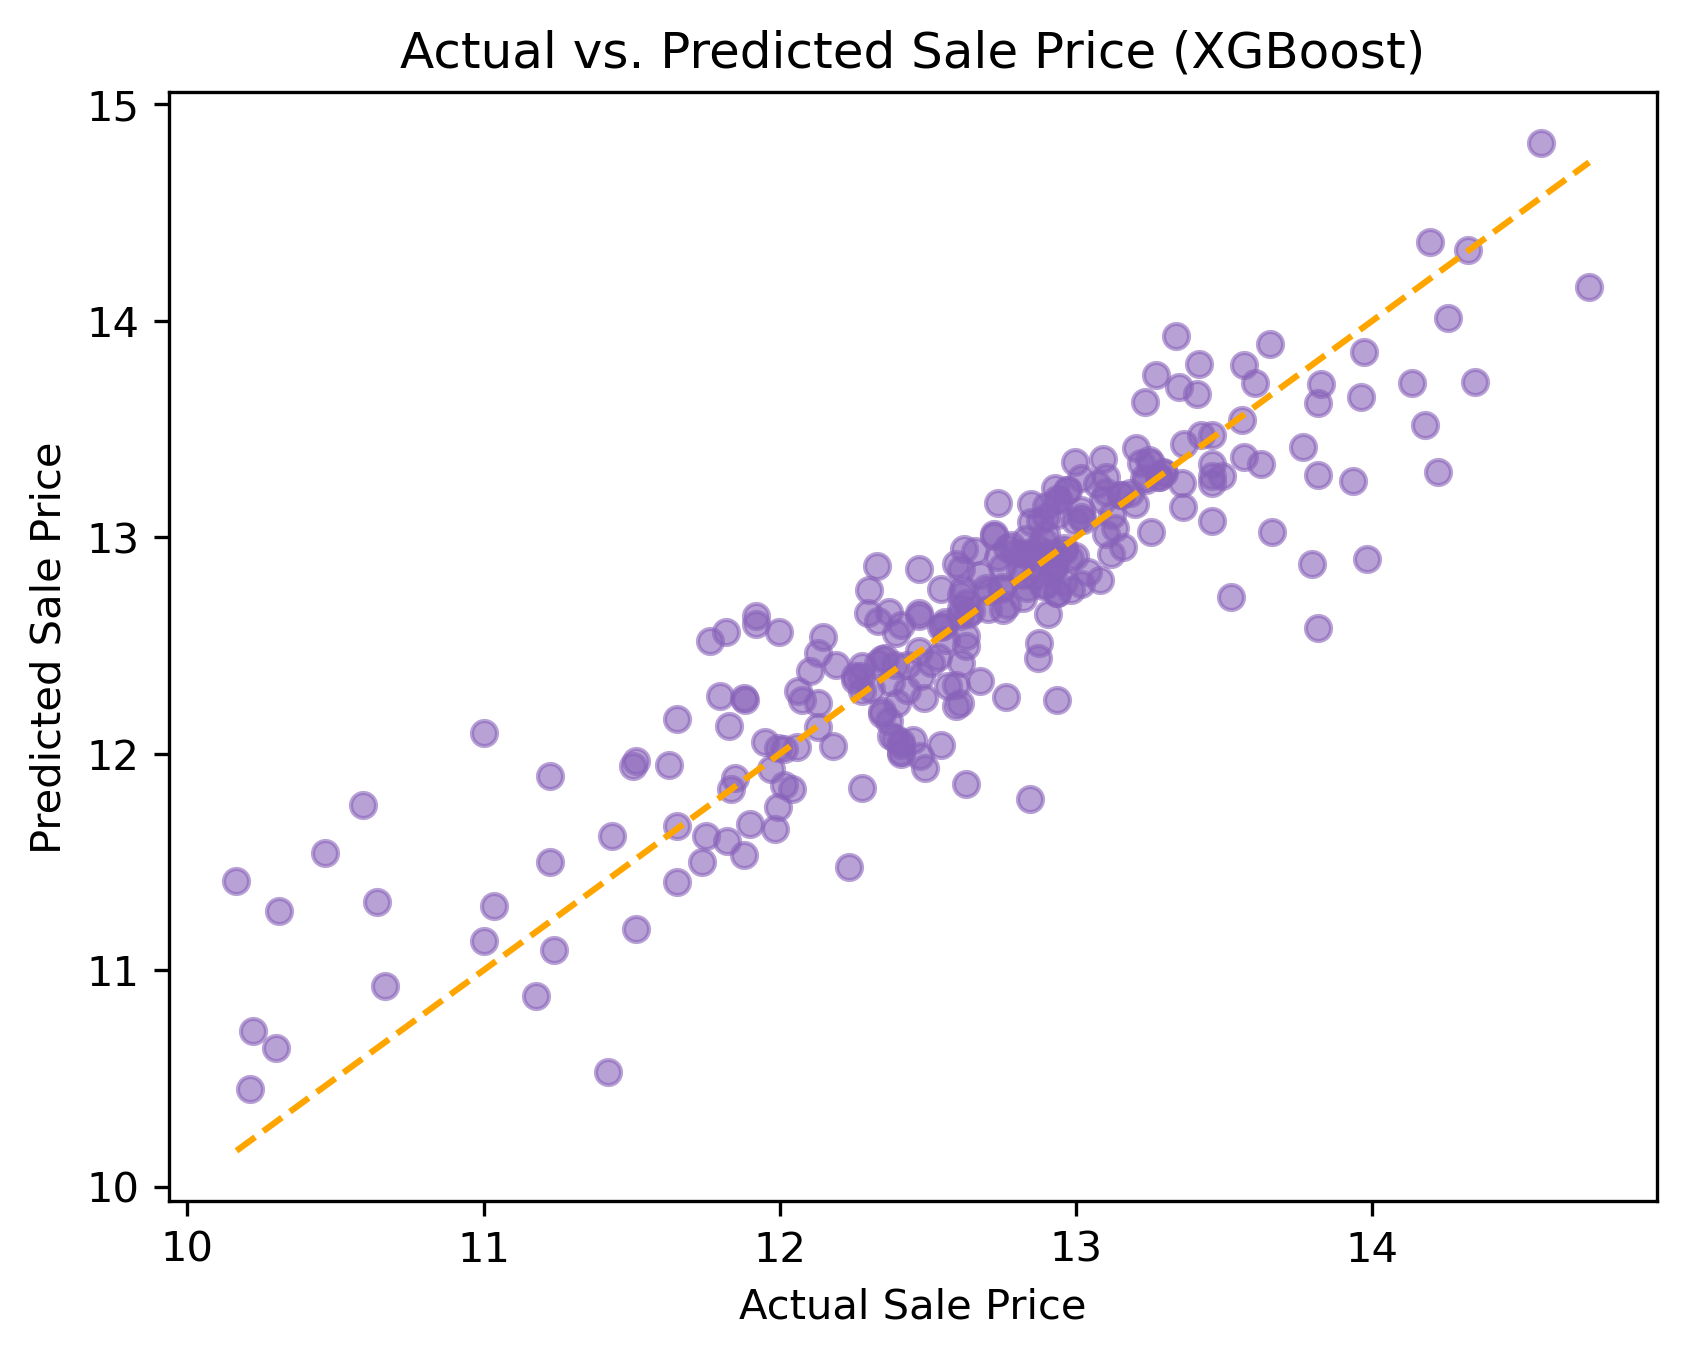 Actual vs. Predicted Sale Price (XGBoost)
15
14
13
12
11
10
Predicted Sale Price
10 11 12 13 14
Actual Sale Price